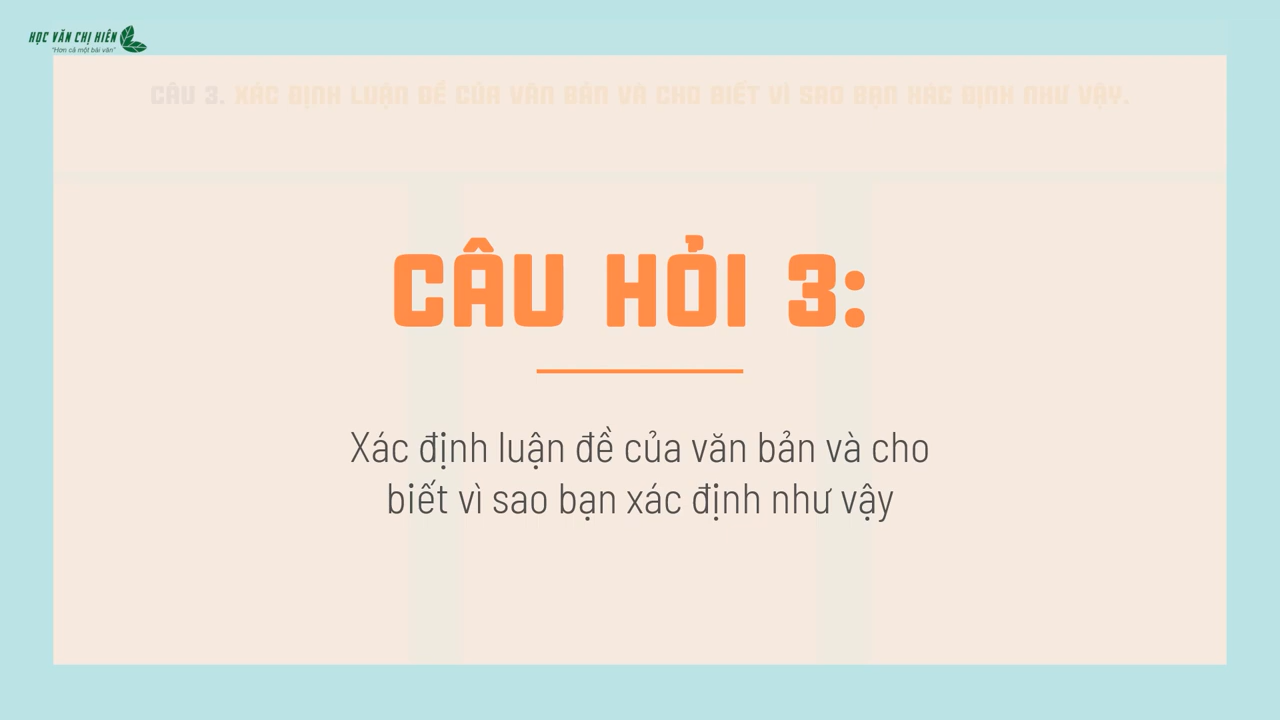 HỌC VĂN CHỊ HIÊN
"Hơn cả một bài văn"
CÂU 3. XÁC ĐỊNH LUẬN ĐỀ CỦA VĂN BẢN VÀ CHO BIẾT VÌ SAO BẠN XÁC ĐỊNH NHƯ VẬY.
CÂU HỎI 3:
Xác định luận đề của văn bản và cho
biết vì sao bạn xác định như vậy